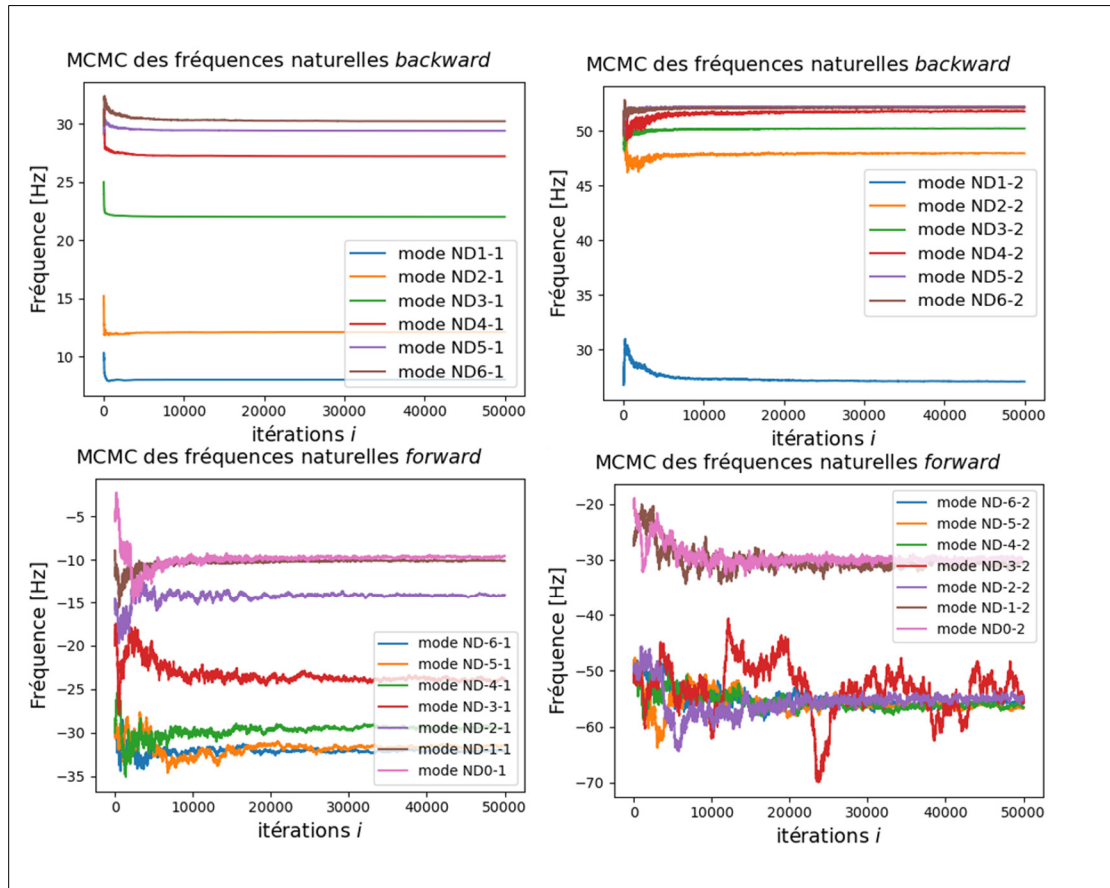 MCMC des fréquences naturelles backward
Fréquence [Hz]
30
25
20
15
10
mode ND1-1
mode ND2-1
mode ND3-1
mode ND4-1
mode ND5-1
mode ND6-1
0 10000 20000 30000 40000 50000
itérations i
MCMC des fréquences naturelles backward
Fréquence [Hz]
50
45
40
35
30
mode ND1-2
mode ND2-2
mode ND3-2
mode ND4-2
mode ND5-2
mode ND6-2
0 10000 20000 30000 40000 50000
itérations i
MCMC des fréquences naturelles forward
Fréquence [Hz]
−5
−10
−15
−20
−25
−30
−35
mode ND-6-1
mode ND-5-1
mode ND-4-1
mode ND-3-1
mode ND-2-1
mode ND-1-1
mode ND0-1
0 10000 20000 30000 40000 50000
itérations i
MCMC des fréquences naturelles forward
Fréquence [Hz]
−20
−30
−40
−50
−60
−70
mode ND-6-2
mode ND-5-2
mode ND-4-2
mode ND-3-2
mode ND-2-2
mode ND-1-2
mode ND0-2
0 10000 20000 30000 40000 50000
itérations i